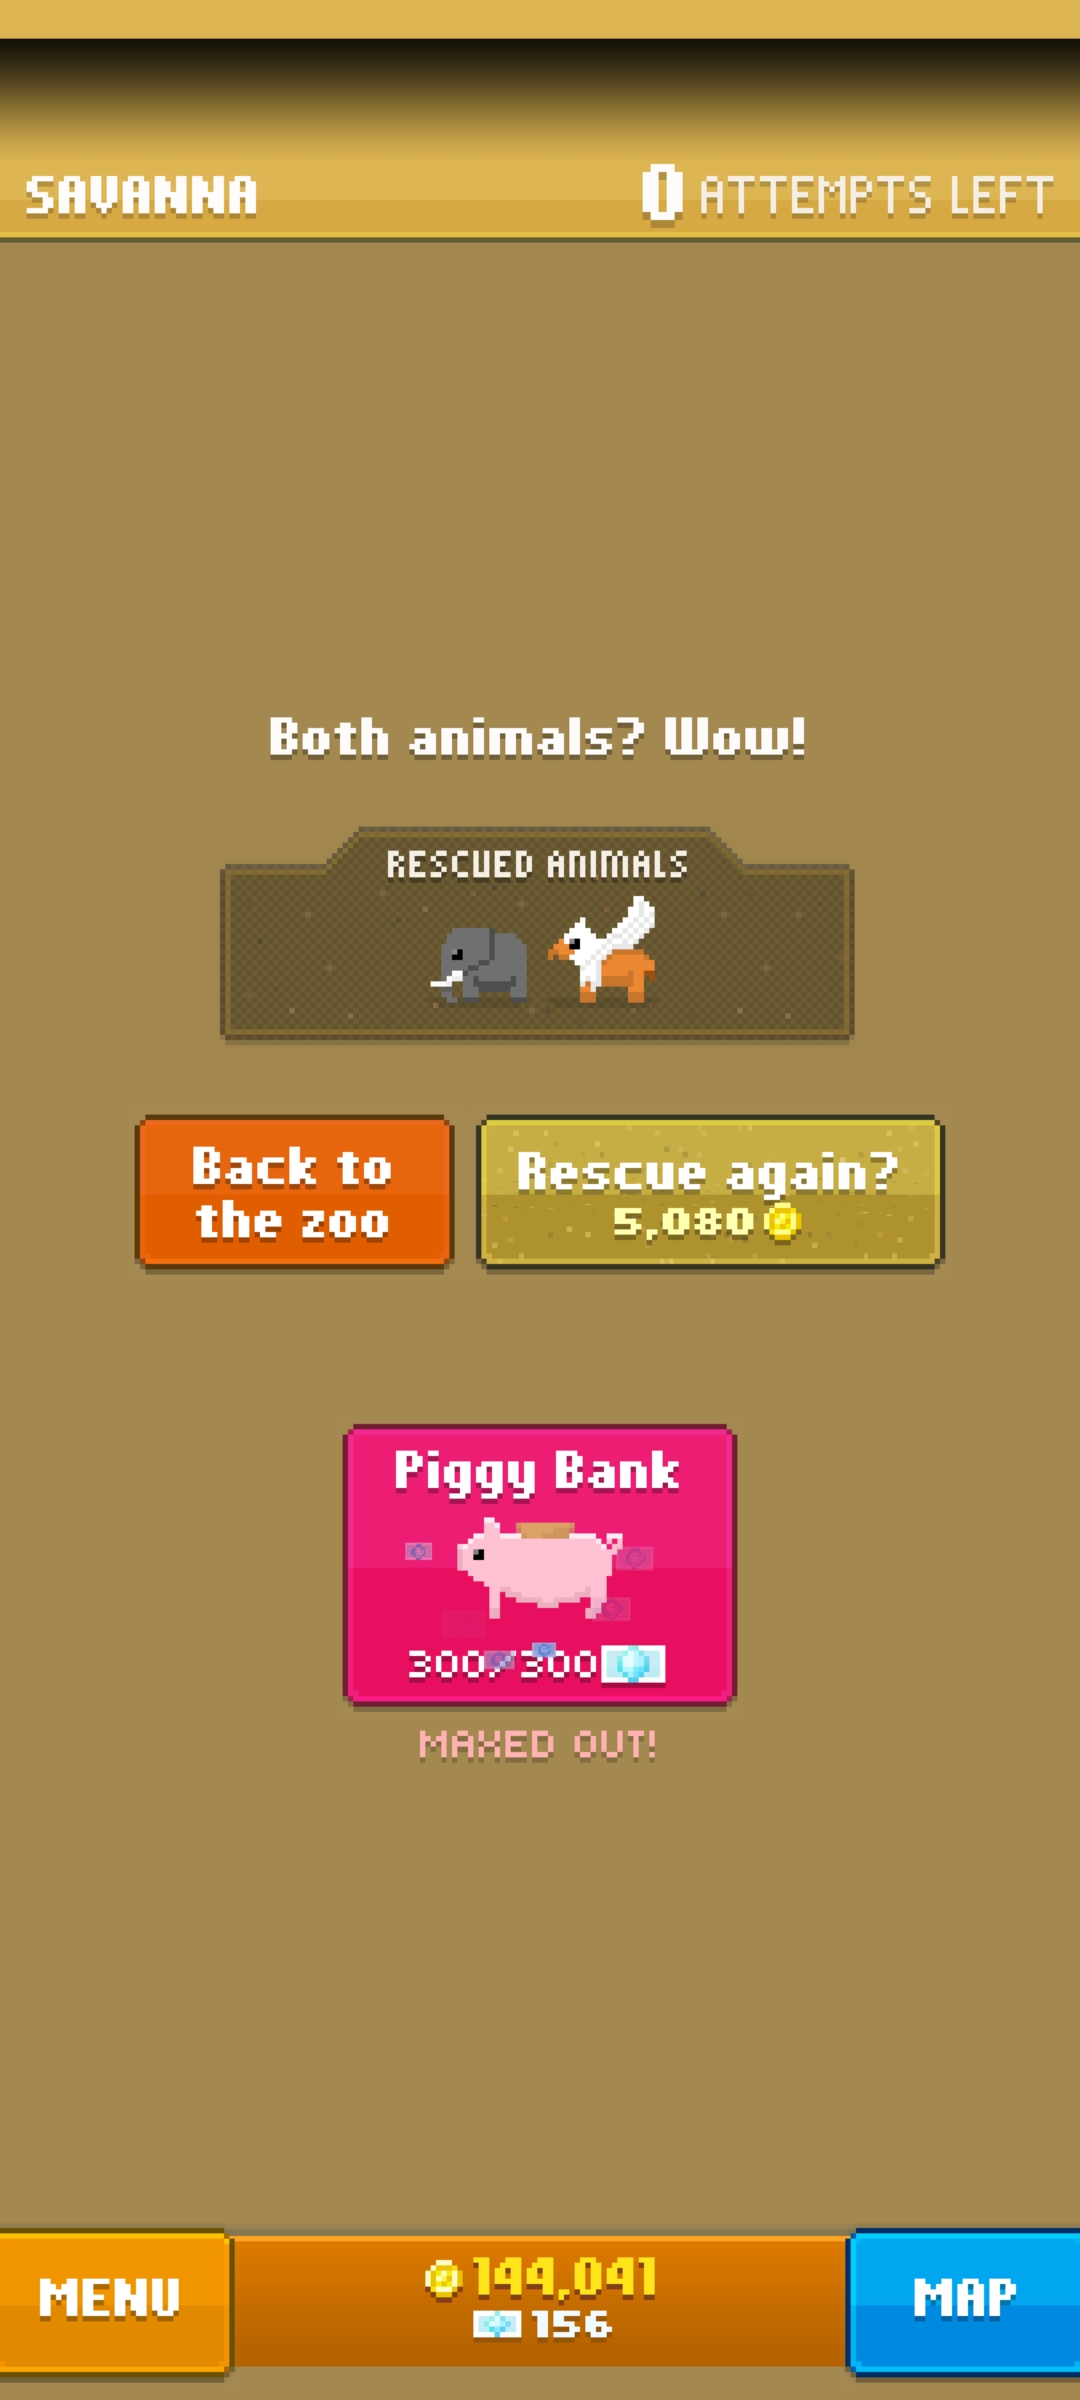 SAVANNA
0 ATTEMPTS LEFT
Both animals? Wow!
RESCUED ANIMALS
Back to
the zoo
Rescue again?
5,080
Piggy Bank
300/300
MAXED OUT!
MENU
144,041
156
MAP